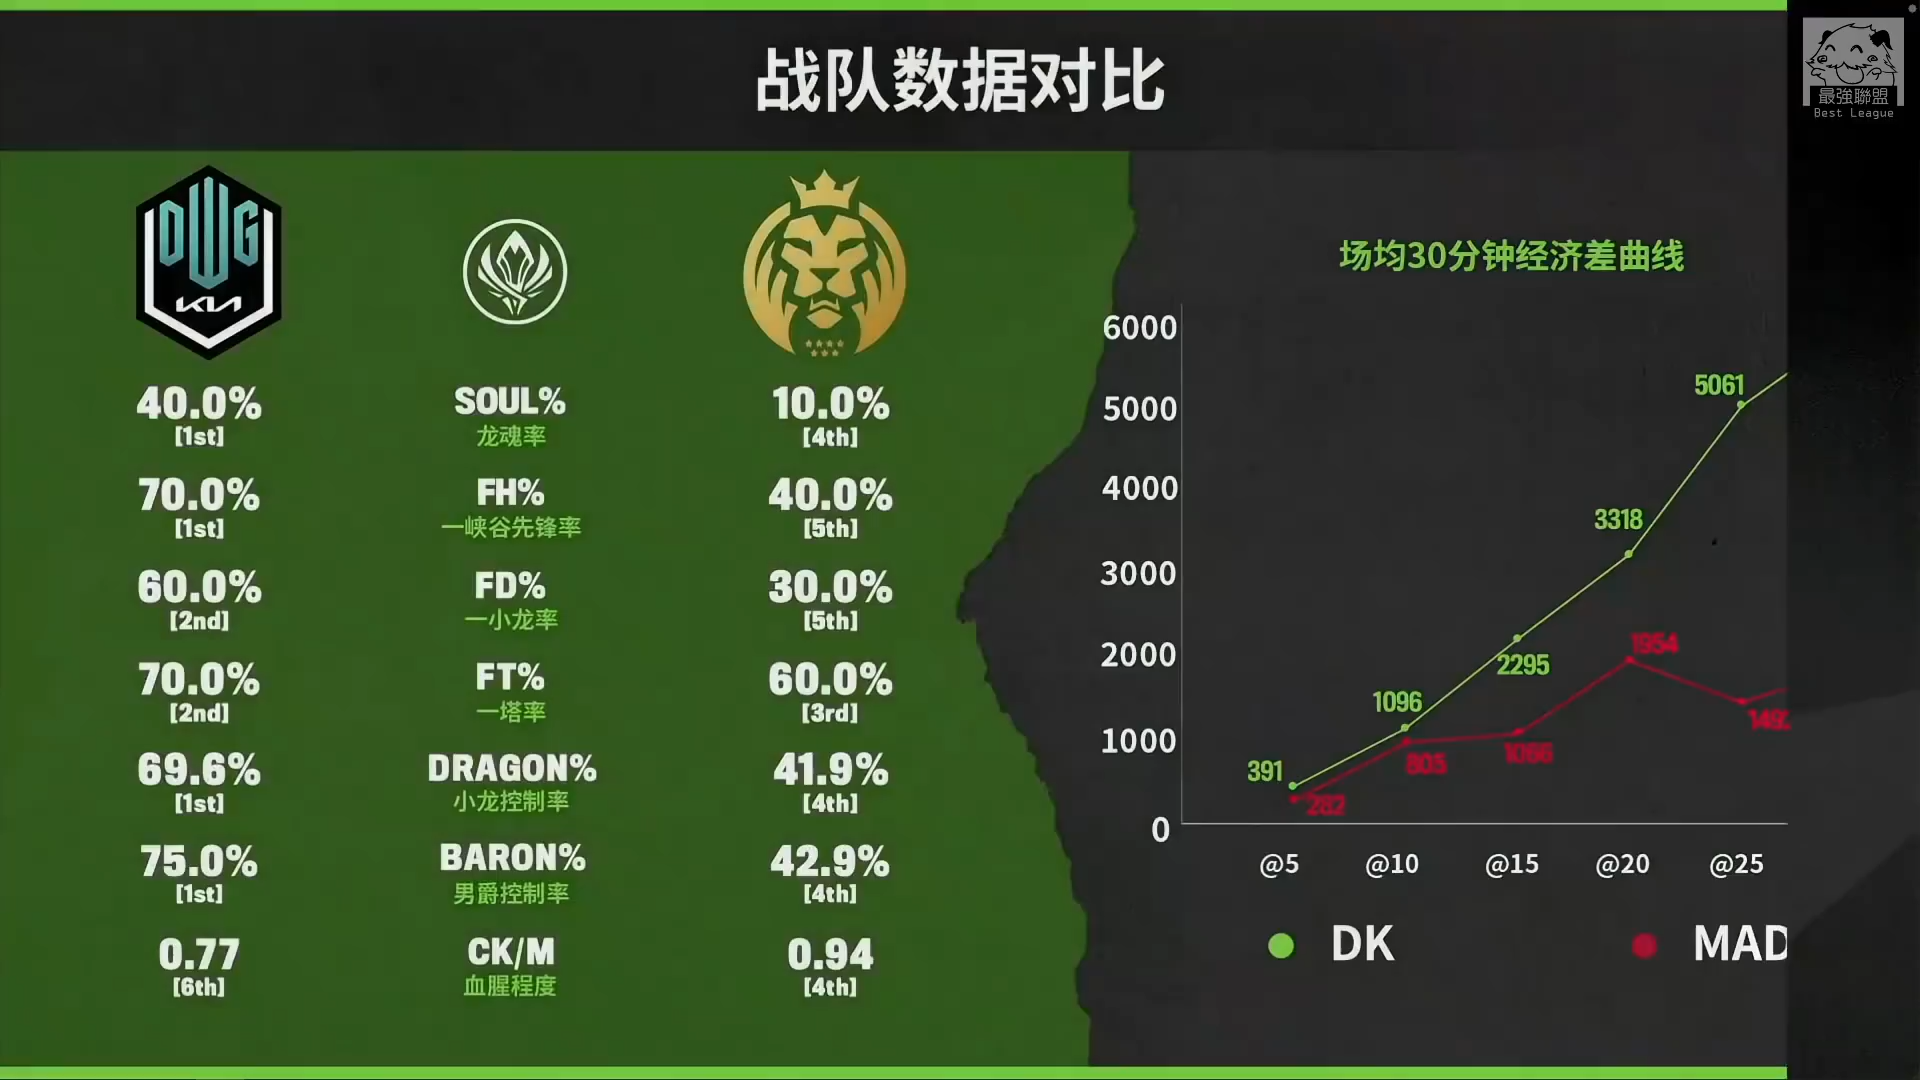 战队数据对比
最強聯盟
Best League
DWG
KIA
40.0%
[1st]
SOUL%
龙魂率
10.0%
[4th]
70.0%
[1st]
FH%
一峡谷先锋率
40.0%
[5th]
60.0%
[2nd]
FD%
一小龙率
30.0%
[5th]
70.0%
[2nd]
FT%
一塔率
60.0%
[3rd]
69.6%
[1st]
DRAGON%
小龙控制率
41.9%
[4th]
75.0%
[1st]
BARON%
男爵控制率
42.9%
[4th]
0.77
[6th]
CK/M
血腥程度
0.94
[4th]
场均30分钟经济差曲线
6000
5000
4000
3000
2000
1000
0
391
1096
2295
3318
5061
282
805
1066
1954
149
@5
@10
@15
@20
@25
DK
MAD